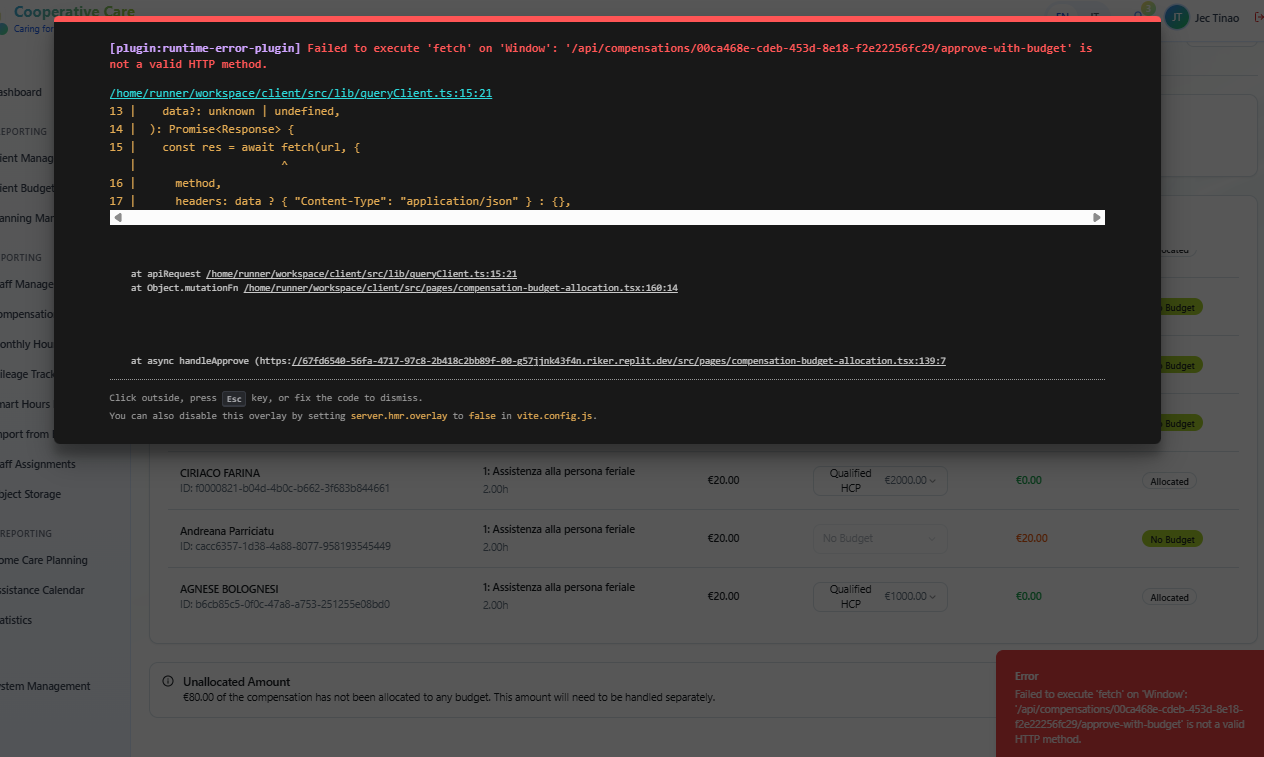 Cooperative Care
Caring for
EN IT
JT Jec Tinao
[plugin:runtime-error-plugin] Failed to execute 'fetch' on 'Window': '/api/compensations/00ca468e-cdeb-453d-8e18-f2e22256fc29/approve-with-budget' is
not a valid HTTP method.
/home/runner/workspace/client/src/lib/queryClient.ts:15:21
13 | data?: unknown | undefined,
14 | ): Promise<Response> {
15 | const res = await fetch(url, {
| ^
16 | method,
17 | headers: data ? { "Content-Type": "application/json" } : {},
at apiRequest /home/runner/workspace/client/src/lib/queryClient.ts:15:21
at Object.mutationFn /home/runner/workspace/client/src/pages/compensation-budget-allocation.tsx:160:14
at async handleApprove (https://67fd6540-56fa-4717-97c8-2b418c2bb89f-00-g57jjnk43f4n.riker.replit.dev/src/pages/compensation-budget-allocation.tsx:139:7
Click outside, press Esc key, or fix the code to dismiss.
You can also disable this overlay by setting server.hmr.overlay to false in vite.config.js.
ashboard
EPORTING
ient Manag
ient Budget
anning Mar
PORTING
aff Manage
ompensatio
onthly Hou
ileage Track
mart Hours
mport from
aff Assignments
bject Storage
REPORTING
ome Care Planning
ssistance Calendar
atistics
ystem Management
ocated
Budget
Budget
Budget
CIRIACO FARINA
ID: f0000821-b04d-4b0c-b662-3f683b844661
1: Assistenza alla persona feriale
2.00h
€20.00
Qualified HCP €2000.00
€0.00
Allocated
Andreana Parriciatu
ID: cacc6357-1d38-4a88-8077-958193545449
1: Assistenza alla persona feriale
2.00h
€20.00
No Budget
€20.00
No Budget
AGNESE BOLOGNESI
ID: b6cb85c5-0f0c-47a8-a753-251255e08bd0
1: Assistenza alla persona feriale
2.00h
€20.00
Qualified HCP €1000.00
€0.00
Allocated
Unallocated Amount
€80.00 of the compensation has not been allocated to any budget. This amount will need to be handled separately.
Error
Failed to execute 'fetch' on 'Window':
'/api/compensations/00ca468e-cdeb-453d-8e18-
f2e22256fc29/approve-with-budget' is not a valid
HTTP method.